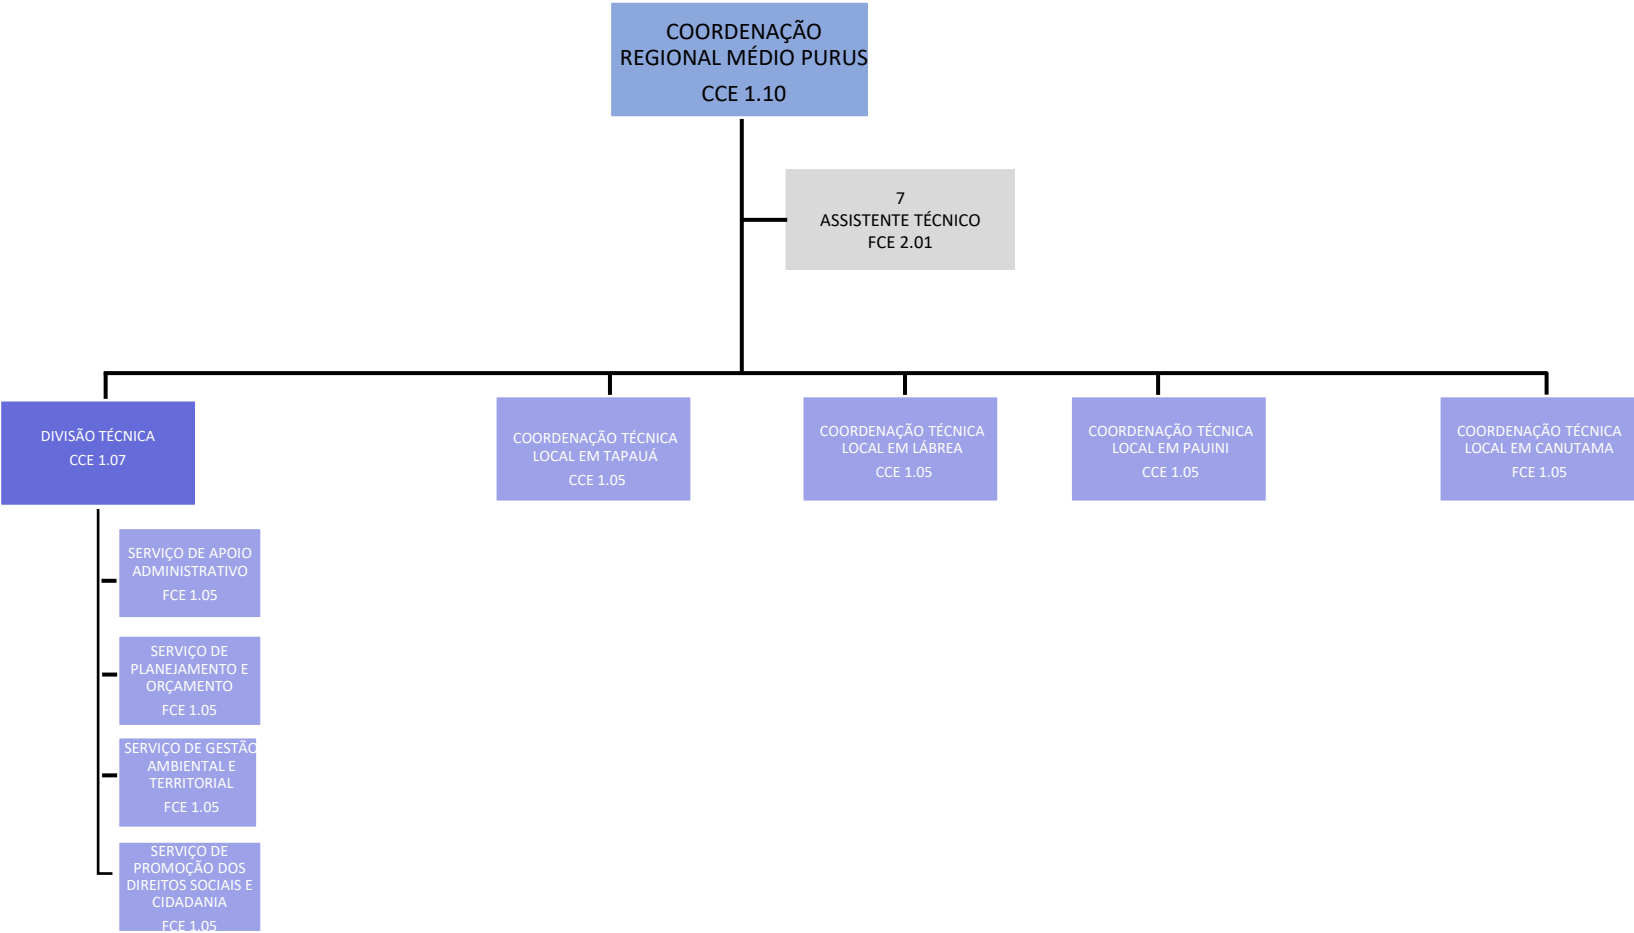 COORDENAÇÃO
REGIONAL MÉDIO PURUS
CCE 1.10
7
ASSISTENTE TÉCNICO
FCE 2.01
DIVISÃO TÉCNICA
CCE 1.07
COORDENAÇÃO TÉCNICA
LOCAL EM TAPAUÁ
CCE 1.05
COORDENAÇÃO TÉCNICA
LOCAL EM LÁBREA
CCE 1.05
COORDENAÇÃO TÉCNICA
LOCAL EM PAUINI
CCE 1.05
COORDENAÇÃO TÉCNICA
LOCAL EM CANUTAMA
FCE 1.05
SERVIÇO DE APOIO
ADMINISTRATIVO
FCE 1.05
SERVIÇO DE
PLANEJAMENTO E
ORÇAMENTO
FCE 1.05
SERVIÇO DE GESTÃO
AMBIENTAL E
TERRITORIAL
FCE 1.05
SERVIÇO DE
PROMOÇÃO DOS
DIREITOS SOCIAIS E
CIDADANIA
FCE 1.05